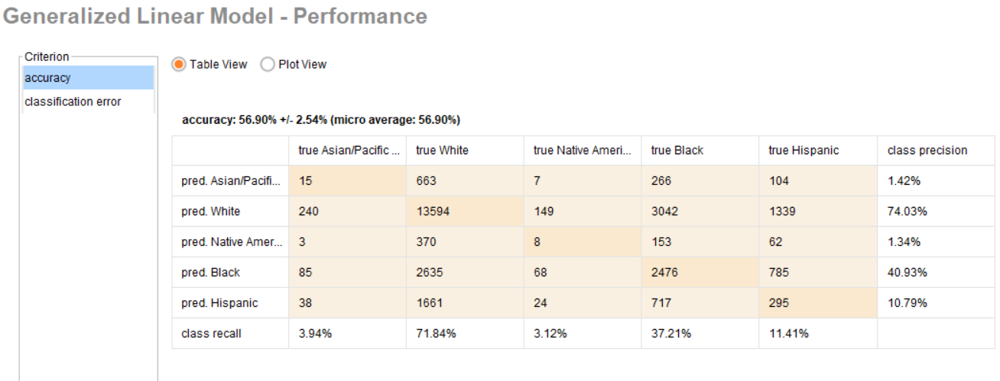 Generalized Linear Model - Performance
Criterion
accuracy
classification error
Table View Plot View
accuracy: 56.90% +/- 2.54% (micro average: 56.90%)
true Asian/Pacific ... true White true Native Ameri... true Black true Hispanic class precision
pred. Asian/Pacifi... 15 663 7 266 104 1.42%
pred. White 240 13594 149 3042 1339 74.03%
pred. Native Amer... 3 370 8 153 62 1.34%
pred. Black 85 2635 68 2476 785 40.93%
pred. Hispanic 38 1661 24 717 295 10.79%
class recall 3.94% 71.84% 3.12% 37.21% 11.41%